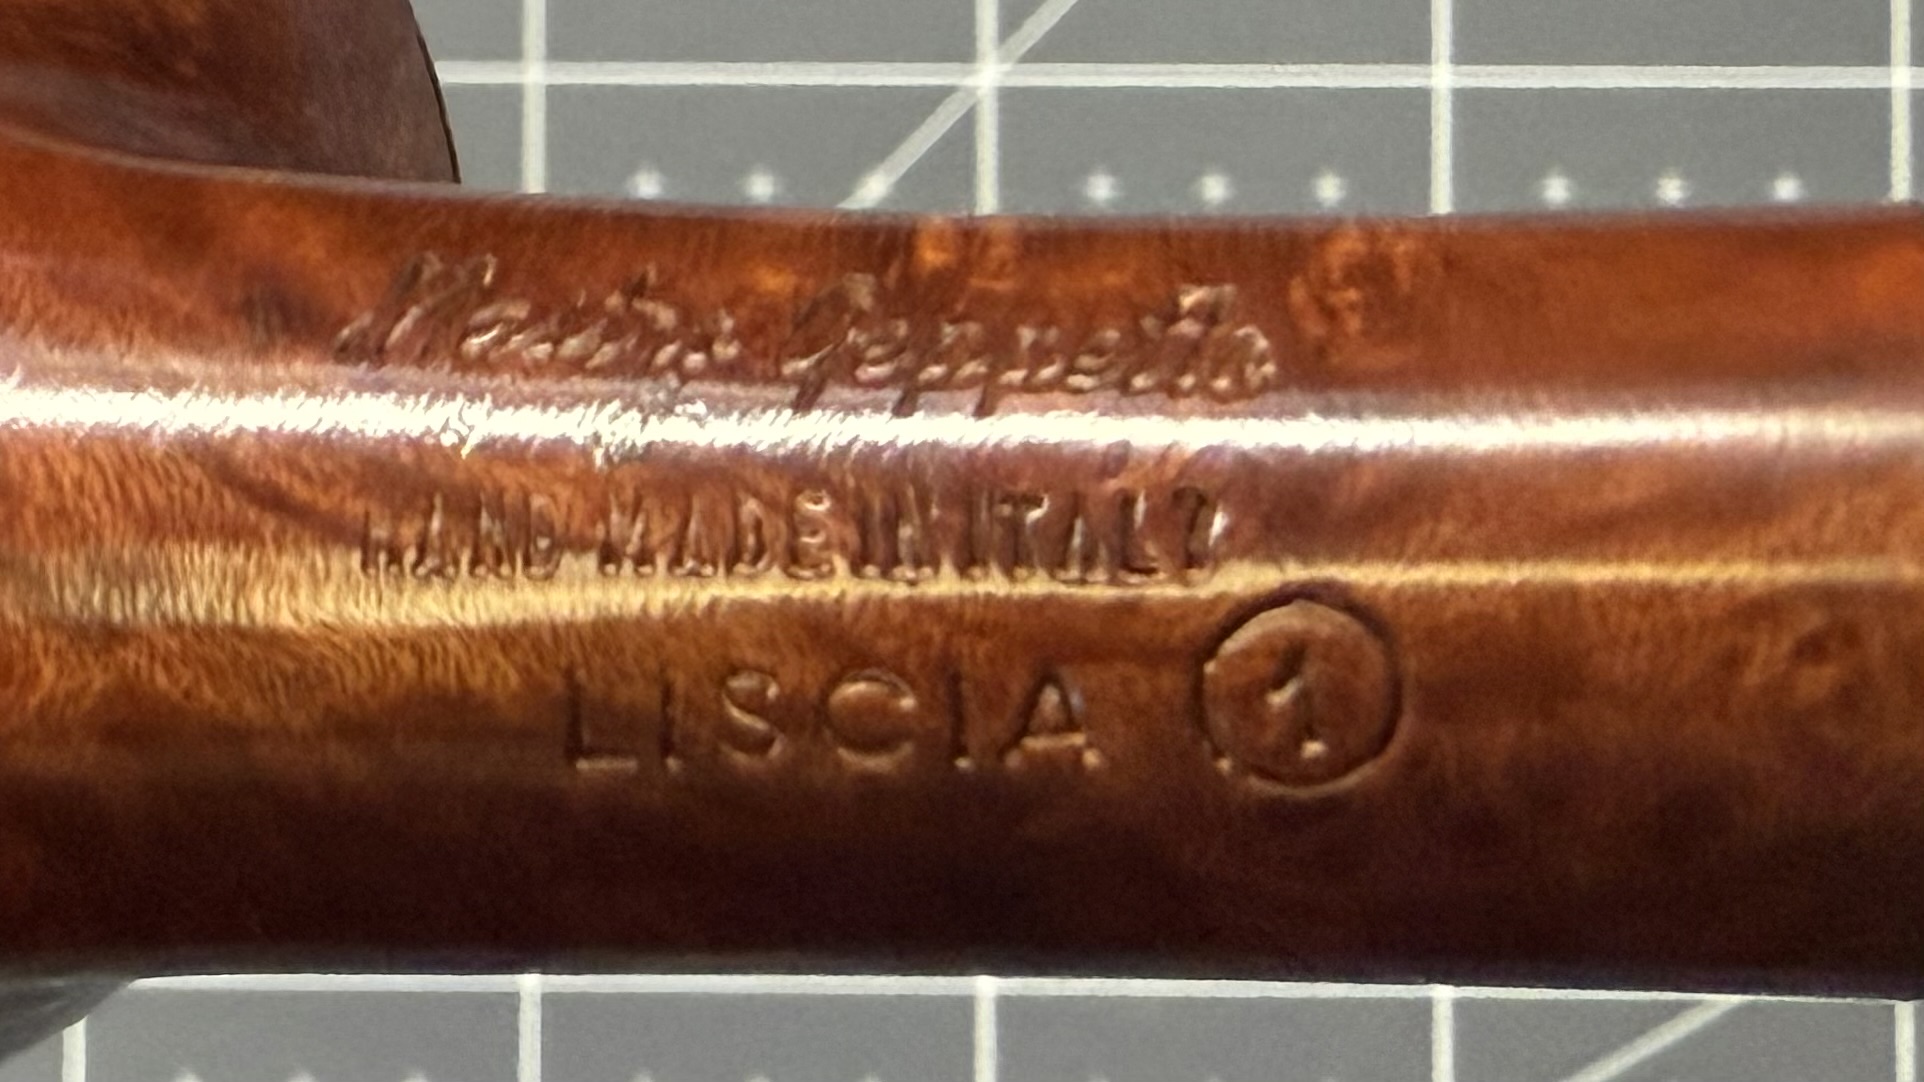 Mastro Geppetto
HAND MADE IN ITALY
LISCIA 1